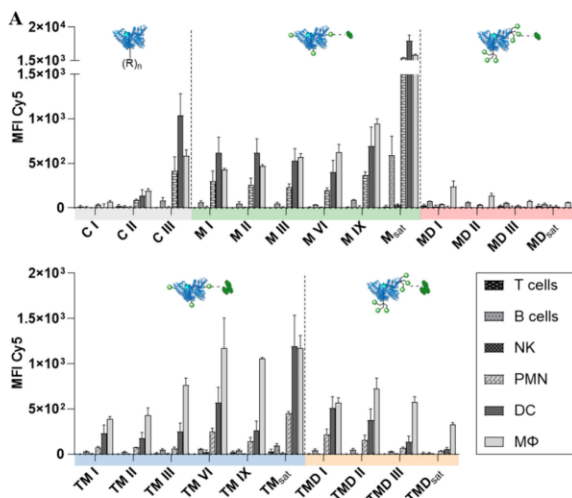 A
(R)n
MFI Cy5
2×10³
1.5×10³
1.5×10³
1×10³
5×10²
0
C I C II C III M I M II M III M VI M IX Msat MD I MD II MD III MDsat
MFI Cy5
2×10³
1.5×10³
1×10³
5×10²
0
TM I TM II TM III TM VI TM IX TMsat TMD I TMD II TMD III TMDsat
T cells
B cells
NK
PMN
DC
MΦ